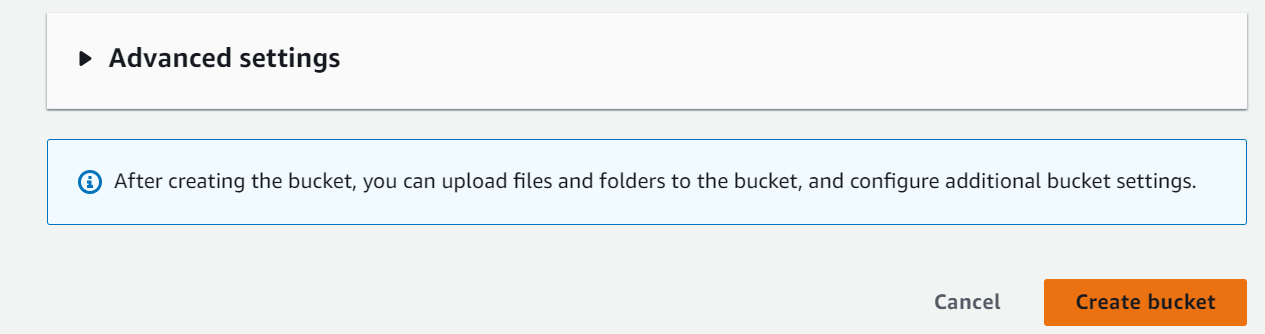 Advanced settings
After creating the bucket, you can upload files and folders to the bucket, and configure additional bucket settings.
Cancel
Create bucket